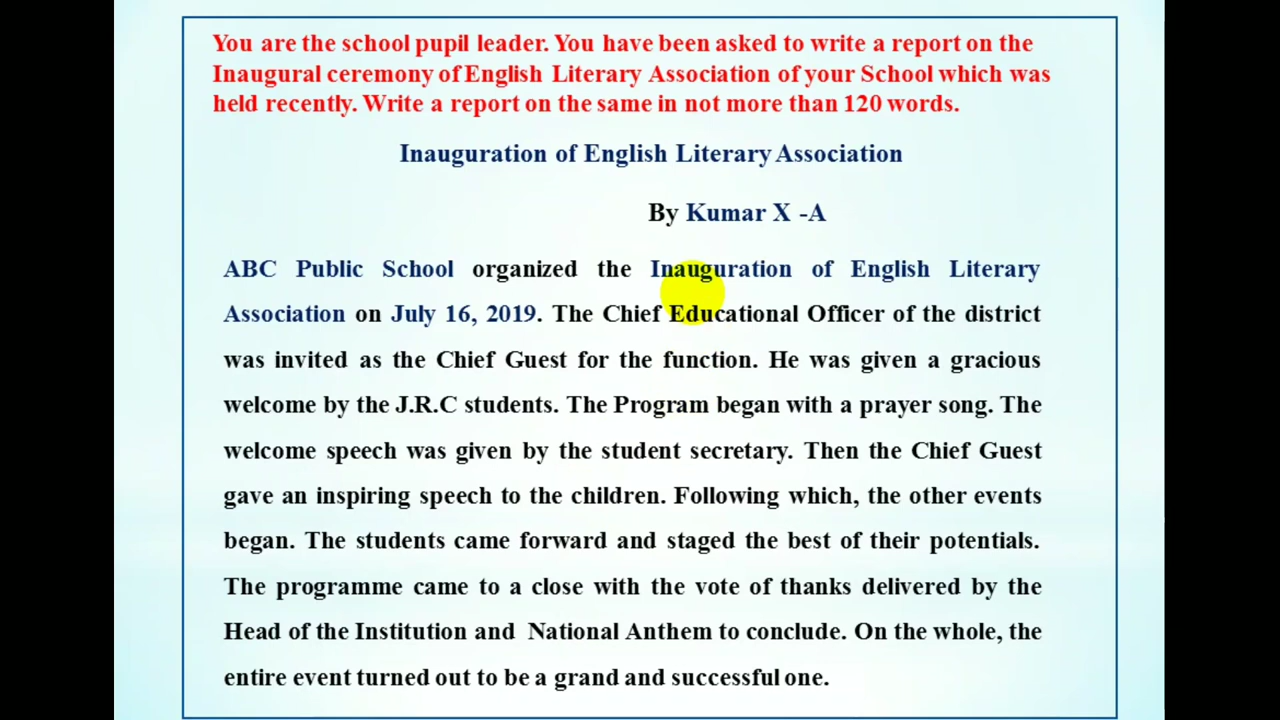 You are the school pupil leader. You have been asked to write a report on the
Inaugural ceremony of English Literary Association of your School which was
held recently. Write a report on the same in not more than 120 words.
Inauguration of English Literary Association
By Kumar X -A
ABC Public School organized the Inauguration of English Literary
Association on July 16, 2019. The Chief Educational Officer of the district
was invited as the Chief Guest for the function. He was given a gracious
welcome by the J.R.C students. The Program began with a prayer song. The
welcome speech was given by the student secretary. Then the Chief Guest
gave an inspiring speech to the children. Following which, the other events
began. The students came forward and staged the best of their potentials.
The programme came to a close with the vote of thanks delivered by the
Head of the Institution and National Anthem to conclude. On the whole, the
entire event turned out to be a grand and successful one.